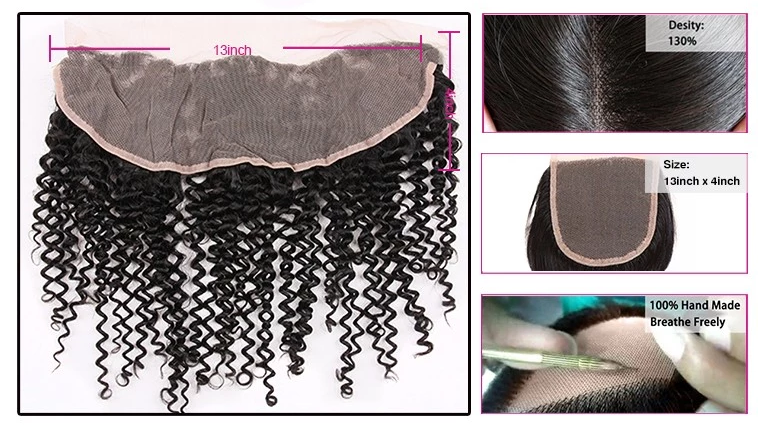 13inch
Desity:
130%
Size:
13inch x 4inch
100% Hand Made
Breathe Freely